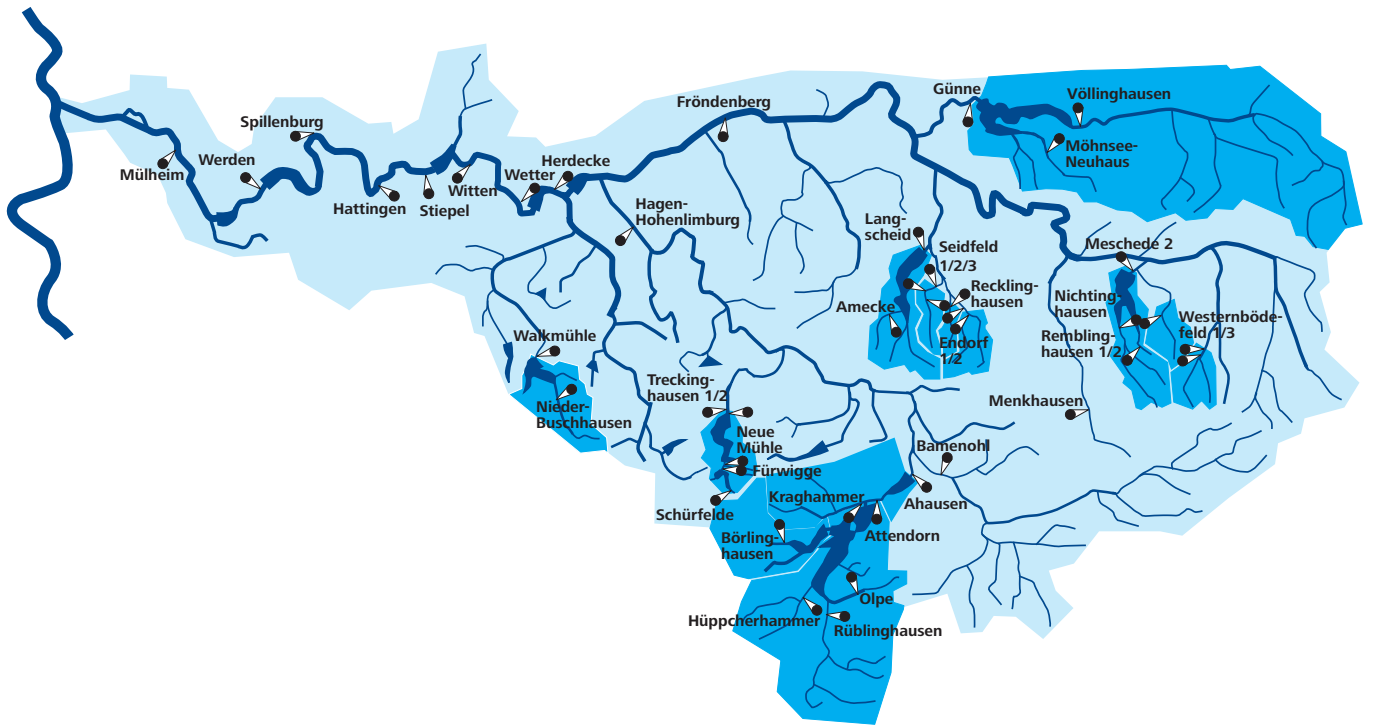 Günne
Völlinghausen
Fröndenberg
Spillenburg
Möhnsee-
Neuhaus
Werden
Herdecke
Mülheim
Wetter
Witten
Hattingen
Stiepel
Hagen-
Hohenlimburg
Lang-
scheid
Seidfeld
1/2/3
Meschede 2
Reckling-
hausen
Nichting-
hausen
Amecke
Westernböde-
feld 1/3
Walkmühle
Endorf
1/2
Rembling-
hausen 1/2
Trecking-
hausen 1/2
Menkhausen
Nieder-
Buschhausen
Neue
Mühle
Bamenohl
Fürwigge
Kraghammer
Ahausen
Schürfelde
Attendorn
Börling-
hausen
Olpe
Hüppcherhammer
Rüblinghausen